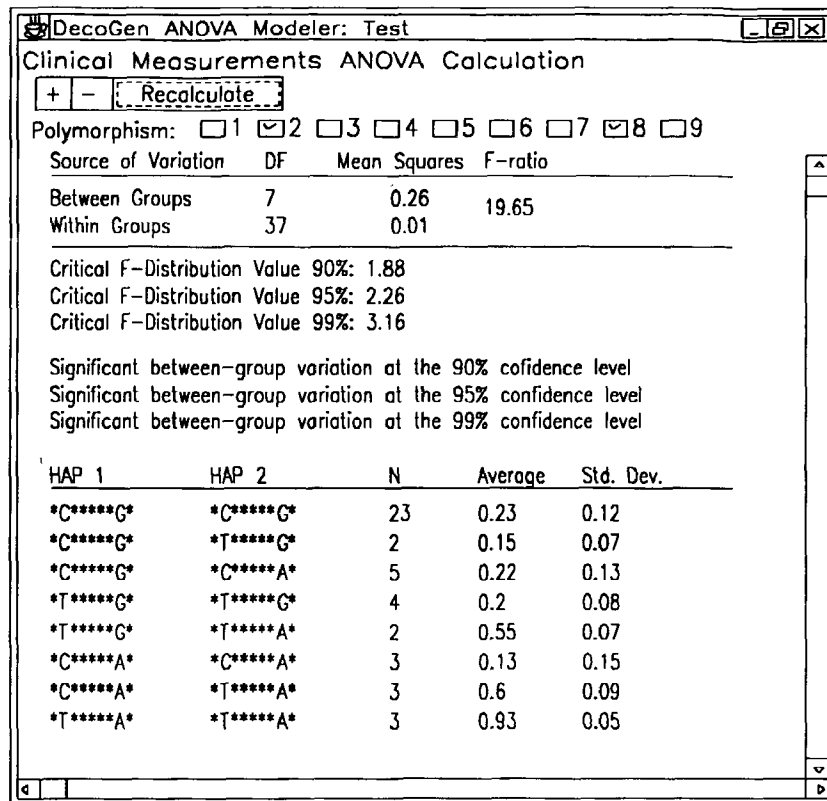 DecoGen ANOVA Modeler: Test
Clinical Measurements ANOVA Calculation
+ - Recalculate
Polymorphism: 1 2 3 4 5 6 7 8 9
Source of Variation DF Mean Squares F-ratio
Between Groups 7 0.26 19.65
Within Groups 37 0.01
Critical F-Distribution Value 90%: 1.88
Critical F-Distribution Value 95%: 2.26
Critical F-Distribution Value 99%: 3.16
Significant between-group variation at the 90% cofidence level
Significant between-group variation at the 95% confidence level
Significant between-group variation at the 99% confidence level
HAP 1 HAP 2 N Average Std. Dev.
*C*****G* *C*****G* 23 0.23 0.12
*C*****G* *T*****G* 2 0.15 0.07
*C*****G* *C*****A* 5 0.22 0.13
*T*****G* *T*****G* 4 0.2 0.08
*T*****G* *T*****A* 2 0.55 0.07
*C*****A* *C*****A* 3 0.13 0.15
*C*****A* *T*****A* 3 0.6 0.09
*T*****A* *T*****A* 3 0.93 0.05